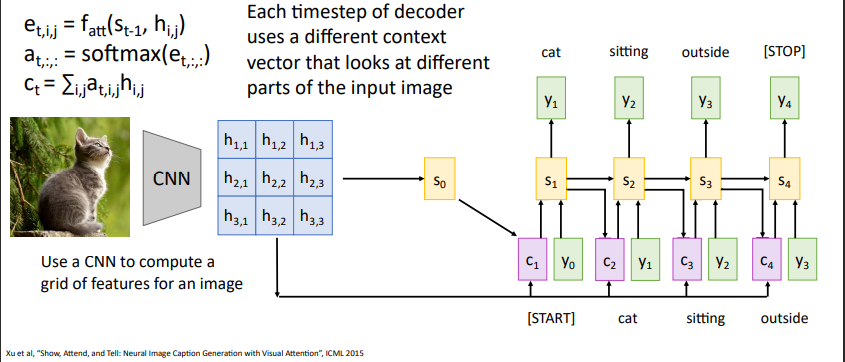 e_{t,i,j} = f_{att}(s_{t-1}, h_{i,j})
a_{t,:,:} = softmax(e_{t,:,:})
c_t = ∑_{i,j}a_{t,i,j}h_{i,j}
Each timestep of decoder
uses a different context
vector that looks at different
parts of the input image
cat sitting outside [STOP]
y_1 y_2 y_3 y_4
CNN
h_{1,1} h_{1,2} h_{1,3}
h_{2,1} h_{2,2} h_{2,3}
h_{3,1} h_{3,2} h_{3,3}
s_0 s_1 s_2 s_3 s_4
c_1 y_0 c_2 y_1 c_3 y_2 c_4 y_3
[START] cat sitting outside
Use a CNN to compute a
grid of features for an image
Xu et al, "Show, Attend, and Tell: Neural Image Caption Generation with Visual Attention", ICML 2015